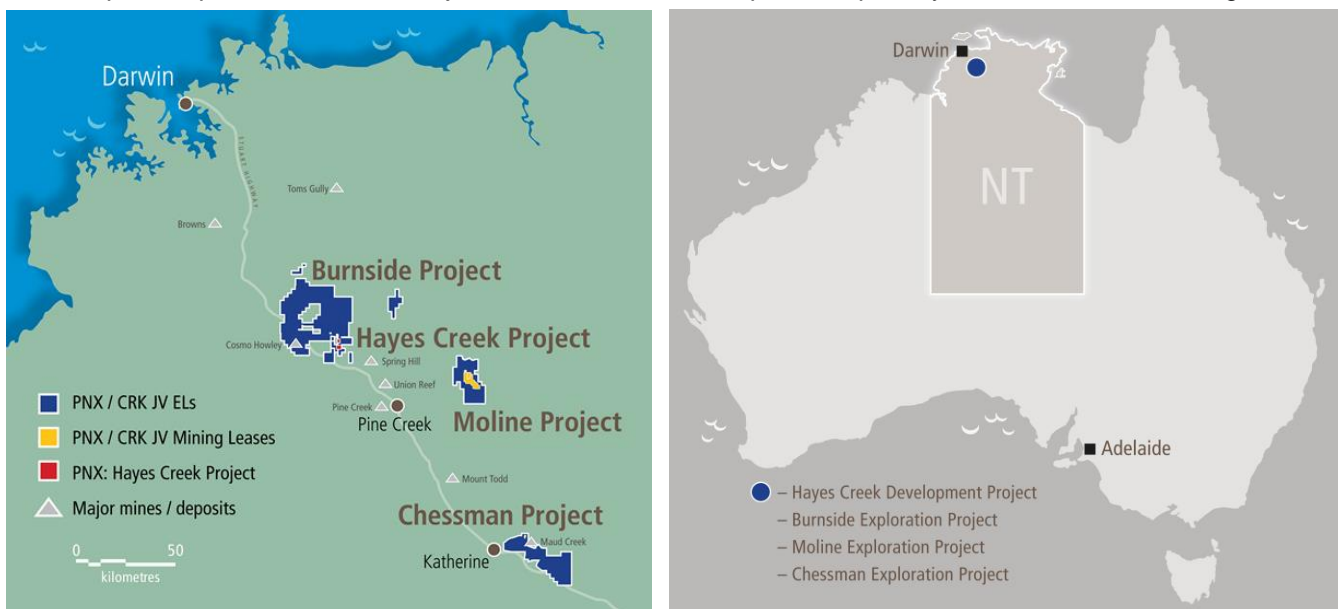 Darwin
STUART HIGHWAY
Toms Gully
Browns
Burnside Project
Hayes Creek Project
Cosmo Howley
Spring Hill
Union Reef
Pine Creek
Pine Creek
Moline Project
Mount Todd
Chessman Project
Maud Creek
Katherine
PNX / CRK JV ELs
PNX / CRK JV Mining Leases
PNX: Hayes Creek Project
Major mines / deposits
0 50
kilometres
Darwin
NT
Adelaide
– Hayes Creek Development Project
– Burnside Exploration Project
– Moline Exploration Project
– Chessman Exploration Project